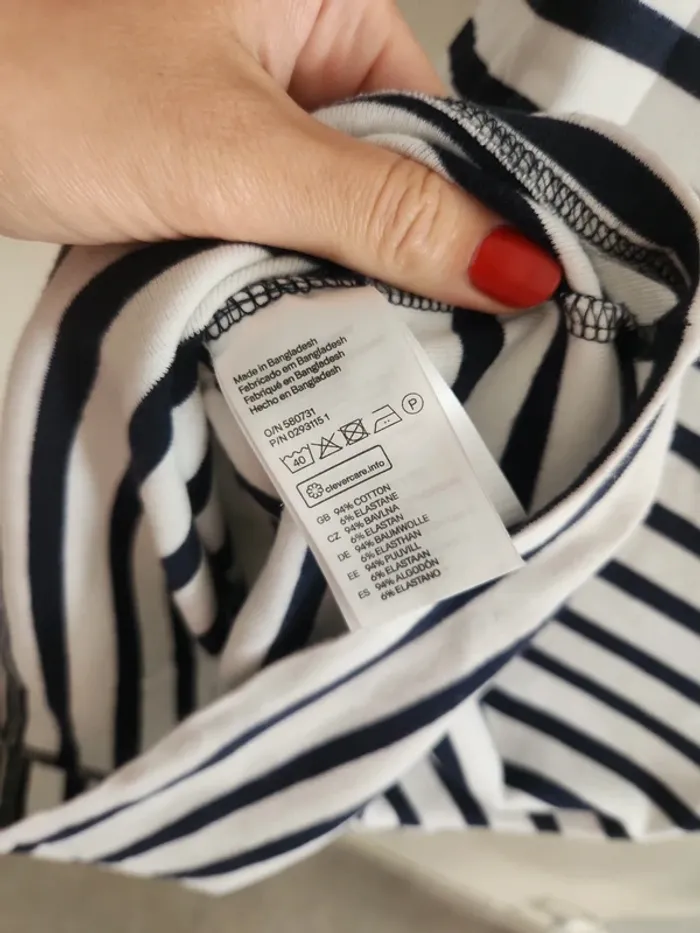 Made in Bangladesh
Fabricado em Bangladesh
Fabriqué en Bangladesh
Hecho en Bangladesh
O/N 580731
P/N 0293115 1
40
P
clevercare.info
GB 94% COTTON
6% ELASTANE
CZ 94% BAVLNA
6% ELASTAN
DE 94% BAUMWOLLE
6% ELASTHAN
EE 94% PUUVILL
6% ELASTAAN
ES 94% ALGODÓN
6% ELASTANO